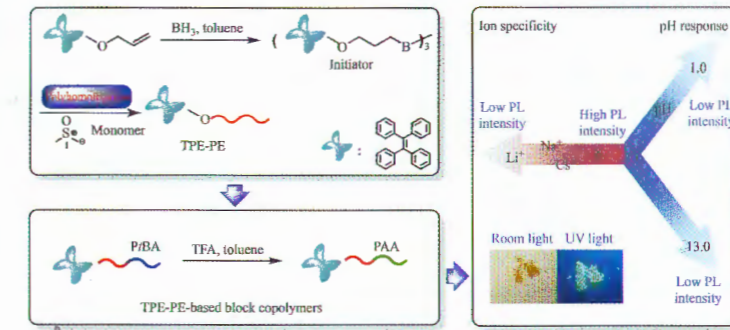 BH₃, toluene
O
( O B )₃
Initiator
O
S
Monomer
O
TPE-PE
:
PtBA
TFA, toluene
PAA
TPE-PE-based block copolymers
Ion specificity
pH response
1.0
pH
Low PL
intensity
High PL
intensity
Low PL
intensity
Li⁺
Na⁺
Cs⁺
Room light
UV light
13.0
Low PL
intensity